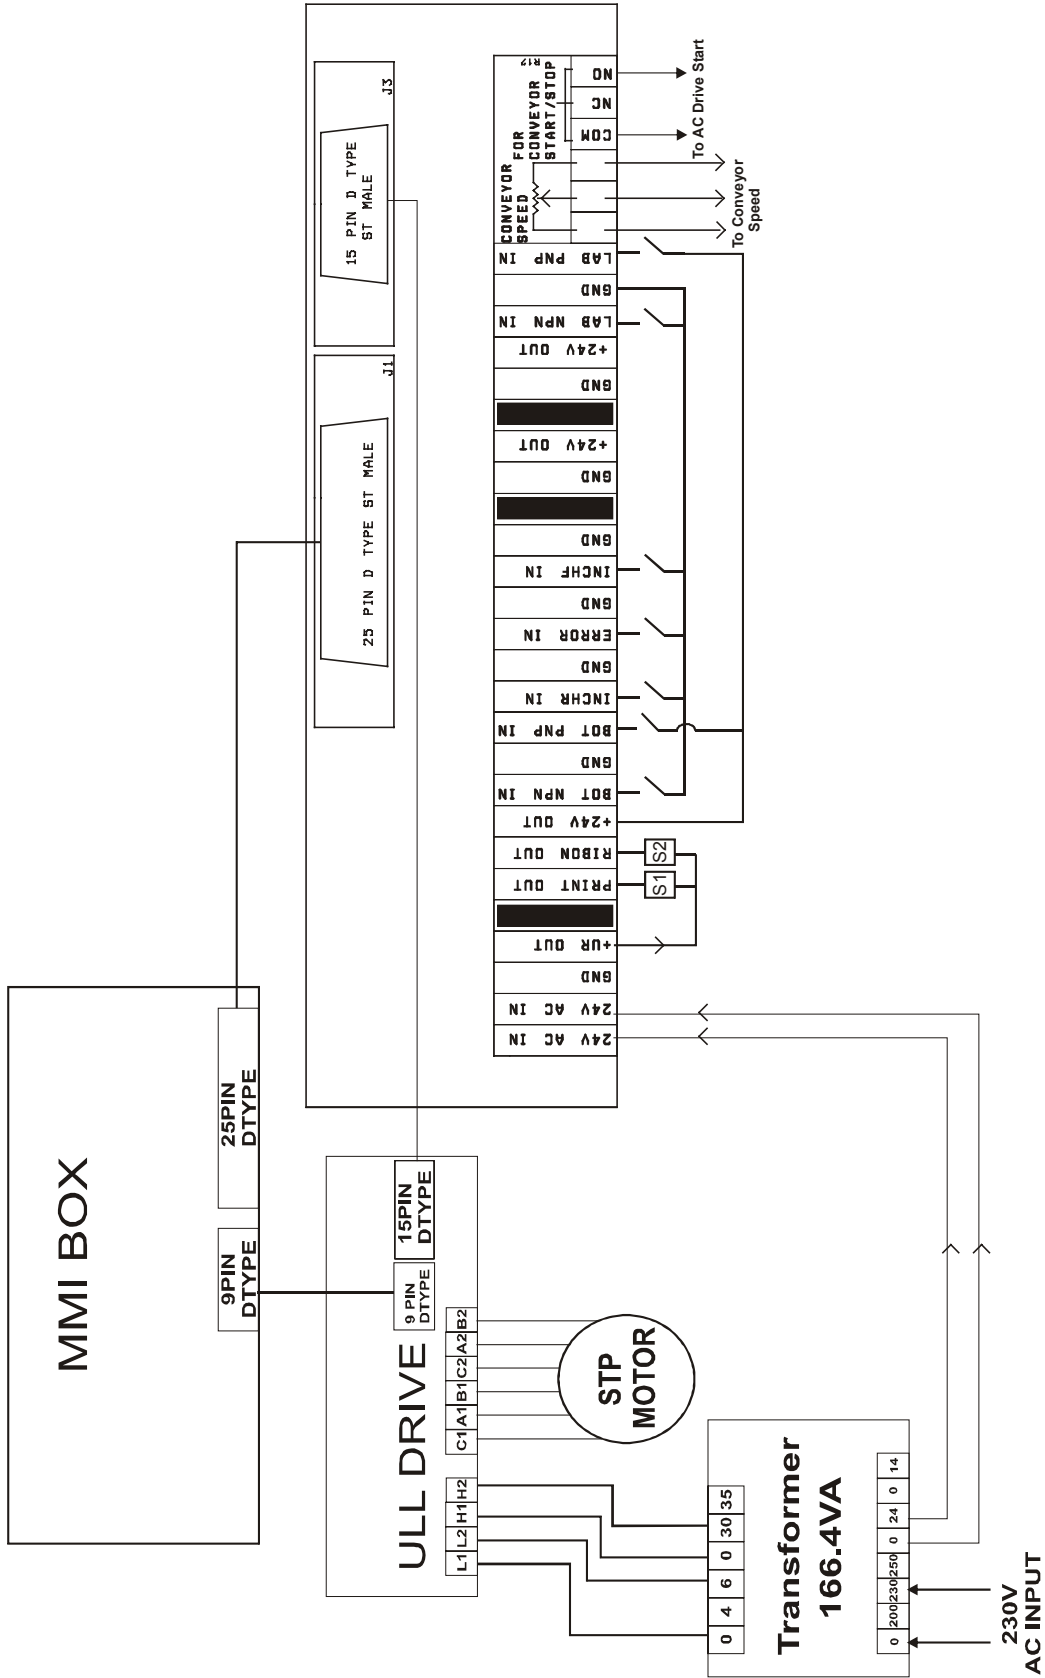 MMI BOX
9PIN
DTYPE
25PIN
DTYPE
ULL DRIVE
9 PIN
DTYPE
15PIN
DTYPE
L1 L2 H1 H2
C1 A1 B1 C2 A2 B2
STP
MOTOR
0 4 6 0 30 35
Transformer
166.4VA
0 200 230 250 0 24 0 14
230V
AC INPUT
25 PIN D TYPE ST MALE
J1
15 PIN D TYPE
ST MALE
J3
24V AC IN
24V AC IN
GND
+UR OUT
PRINT OUT
RIBON OUT
+24V OUT
BOT NPN IN
GND
BOT PNP IN
INCHR IN
GND
ERROR IN
GND
INCHF IN
GND
GND
+24V OUT
GND
+24V OUT
LAB NPN IN
GND
LAB PNP IN
CONVEYOR
SPEED
FOR
CONVEYOR
START/STOP
R17
COM
NC
NO
S1
S2
To Conveyor
Speed
To AC Drive Start